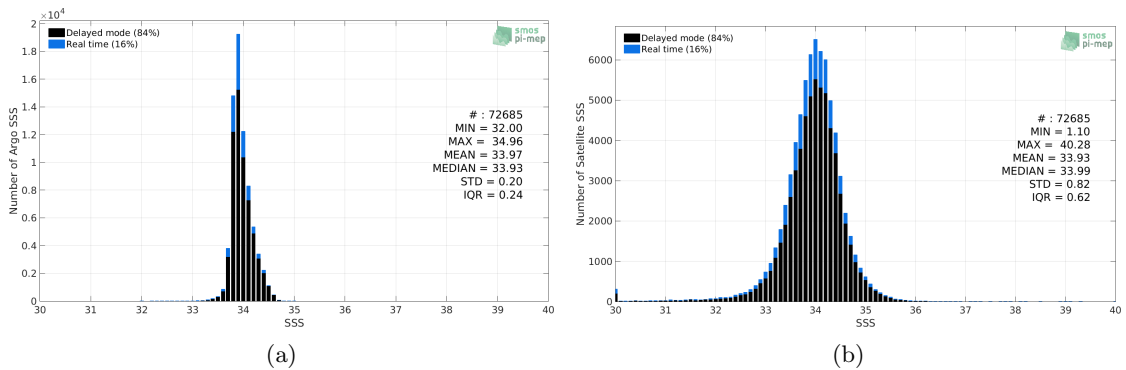 ×10⁴
Delayed mode (84%)
Real time (16%)
smos
pi-mep
# : 72685
MIN = 32.00
MAX = 34.96
MEAN = 33.97
MEDIAN = 33.93
STD = 0.20
IQR = 0.24
Number of Argo SSS
2
1.8
1.6
1.4
1.2
1
0.8
0.6
0.4
0.2
0
30 31 32 33 34 35 36 37 38 39 40
SSS
(a)
Delayed mode (84%)
Real time (16%)
smos
pi-mep
# : 72685
MIN = 1.10
MAX = 40.28
MEAN = 33.93
MEDIAN = 33.99
STD = 0.82
IQR = 0.62
Number of Satellite SSS
6000
5000
4000
3000
2000
1000
0
30 31 32 33 34 35 36 37 38 39 40
SSS
(b)